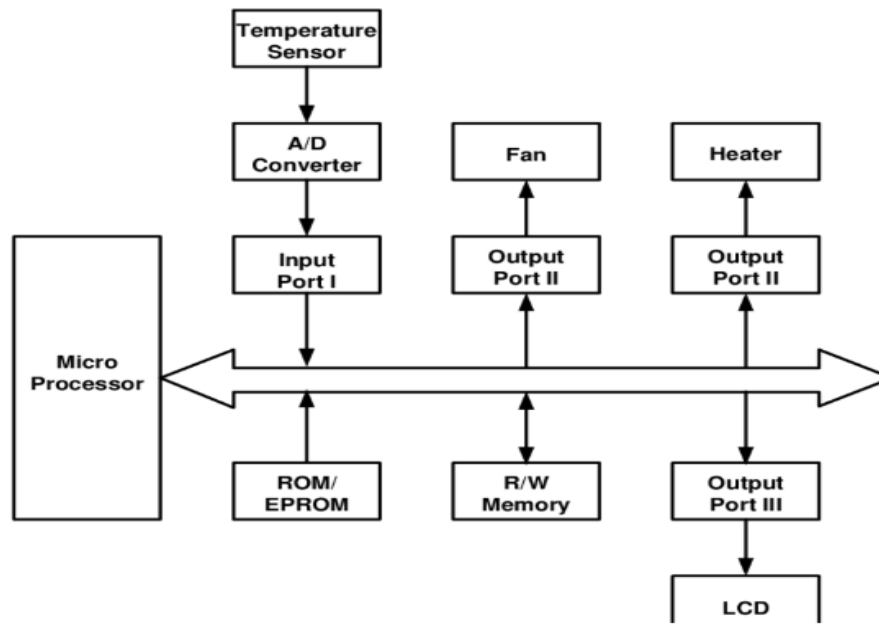 Temperature
Sensor
A/D
Converter
Fan
Heater
Input
Port I
Output
Port II
Output
Port II
Micro
Processor
ROM/
EPROM
R/W
Memory
Output
Port III
LCD